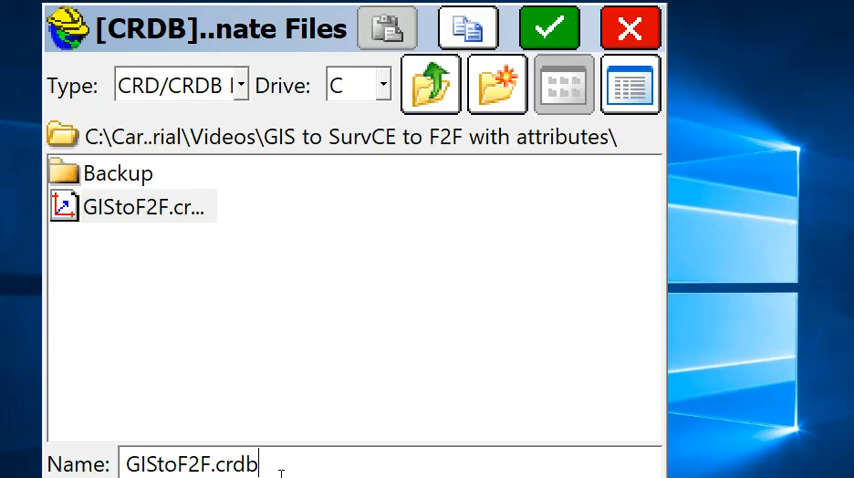 [CRDB]..nate Files
Type: CRD/CRDB Drive: C
C:\Car..rial\Videos\GIS to SurvCE to F2F with attributes\
Backup
GIStoF2F.cr...
Name: GIStoF2F.crdb